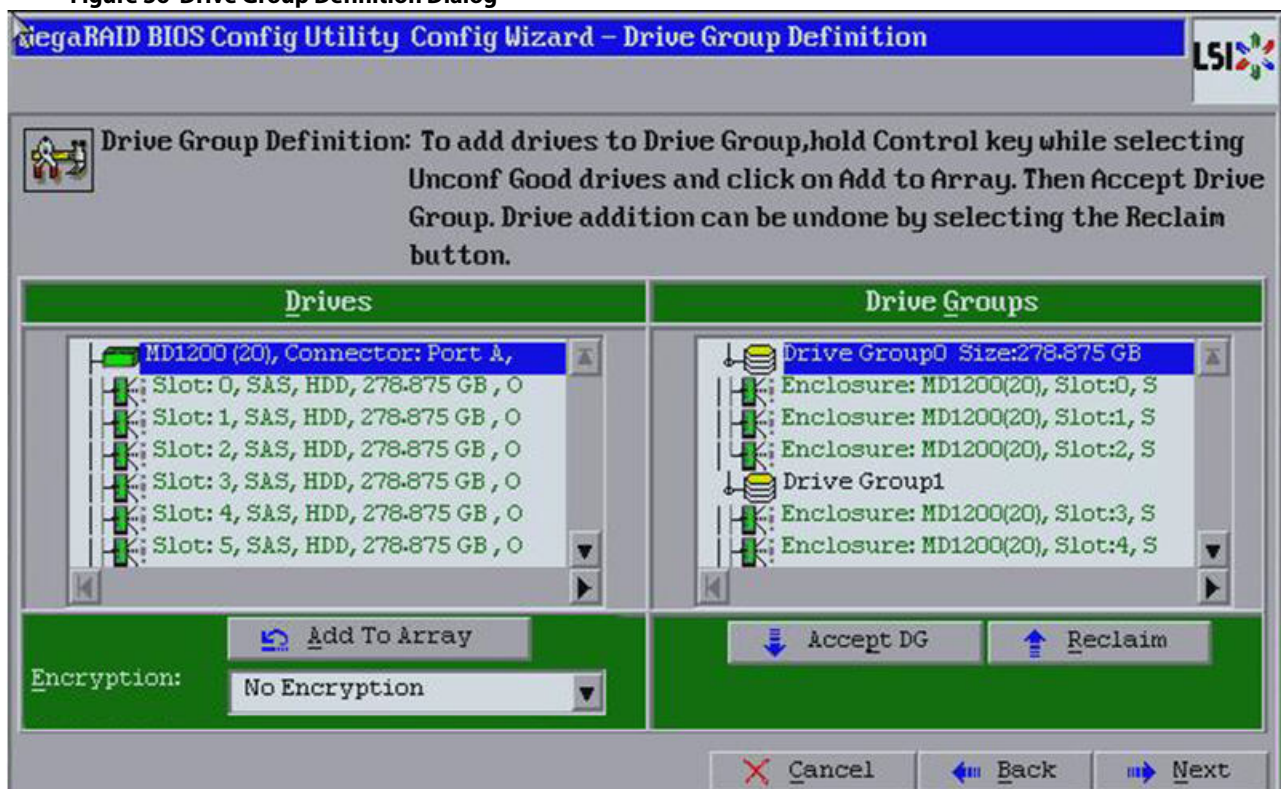 Figure 50 Drive Group Definition Dialog
MegaRAID BIOS Config Utility Config Wizard – Drive Group Definition
LSI
Drive Group Definition: To add drives to Drive Group,hold Control key while selecting
Unconf Good drives and click on Add to Array. Then Accept Drive
Group. Drive addition can be undone by selecting the Reclaim
button.
Drives
MD1200 (20), Connector: Port A,
Slot: 0, SAS, HDD, 278.875 GB , O
Slot: 1, SAS, HDD, 278.875 GB , O
Slot: 2, SAS, HDD, 278.875 GB , O
Slot: 3, SAS, HDD, 278.875 GB , O
Slot: 4, SAS, HDD, 278.875 GB , O
Slot: 5, SAS, HDD, 278.875 GB , O
Add To Array
Encryption:
No Encryption
Drive Groups
Drive Group0 Size:278.875 GB
Enclosure: MD1200(20), Slot:0, S
Enclosure: MD1200(20), Slot:1, S
Enclosure: MD1200(20), Slot:2, S
Drive Group1
Enclosure: MD1200(20), Slot:3, S
Enclosure: MD1200(20), Slot:4, S
Accept DG
Reclaim
Cancel
Back
Next